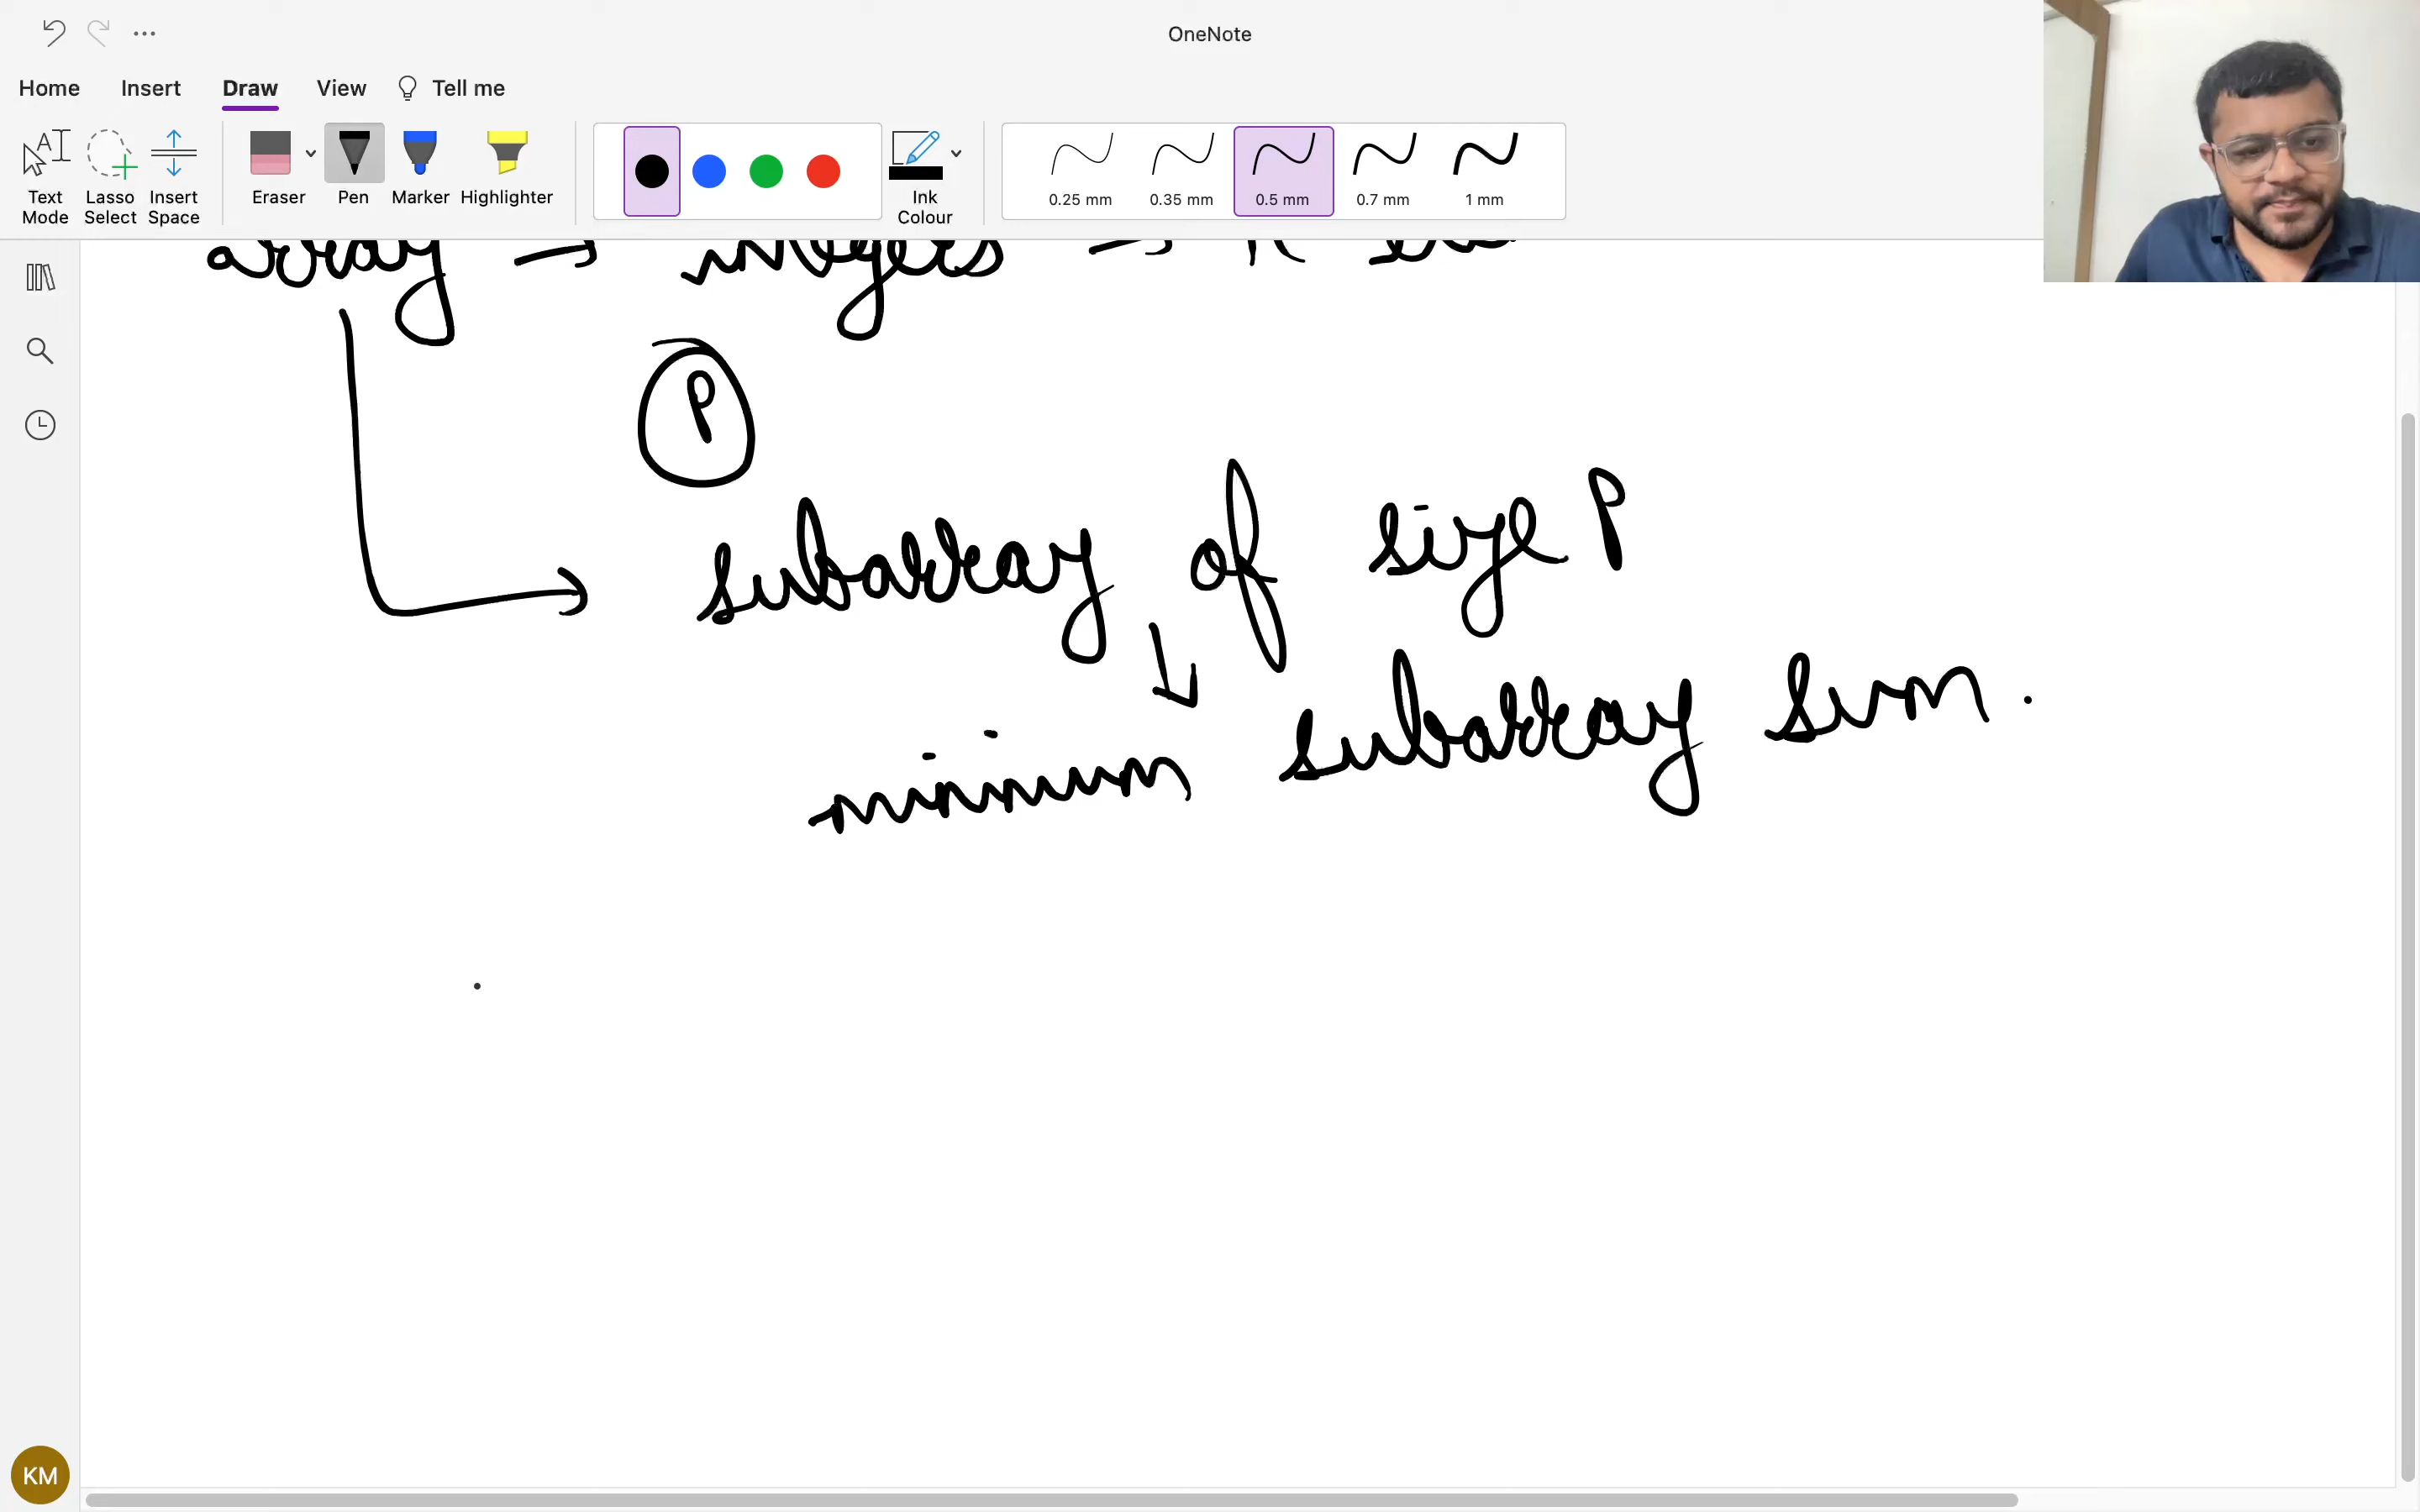 OneNote
Home Insert Draw View Tell me
Text Mode Lasso Select Insert Space Eraser Pen Marker Highlighter Ink Colour 0.25 mm 0.35 mm 0.5 mm 0.7 mm 1 mm
array → integers →
P
subarray of size P
minimum subarray sum.
KM